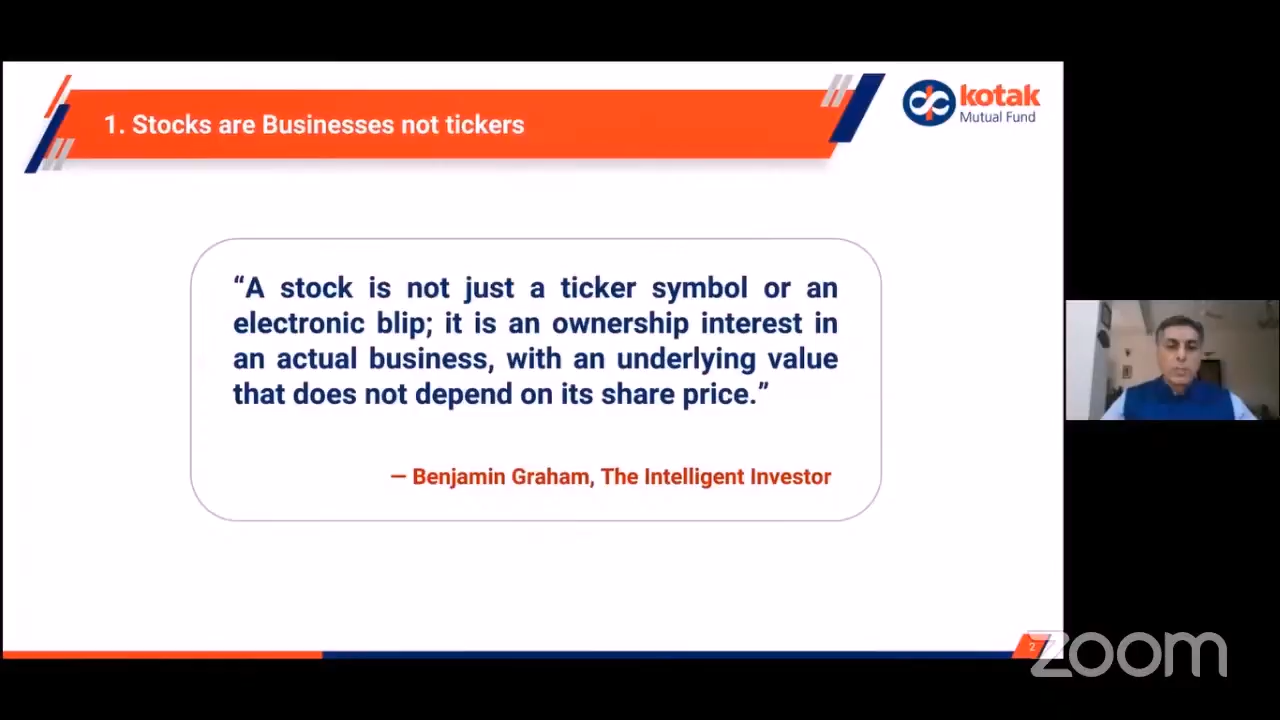 1. Stocks are Businesses not tickers
kotak
Mutual Fund
“A stock is not just a ticker symbol or an
electronic blip; it is an ownership interest in
an actual business, with an underlying value
that does not depend on its share price.”
— Benjamin Graham, The Intelligent Investor
2
zoom